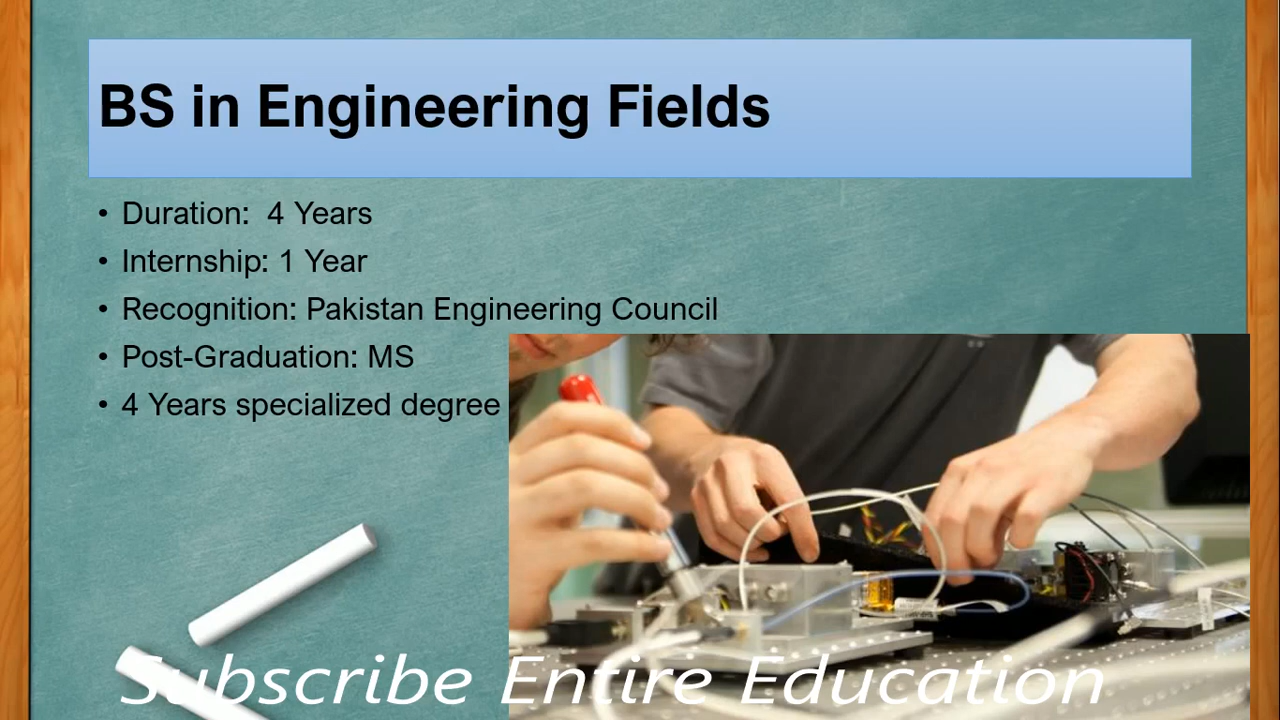 BS in Engineering Fields
• Duration:  4 Years
• Internship: 1 Year
• Recognition: Pakistan Engineering Council
• Post-Graduation: MS
• 4 Years specialized degree
Subscribe Entire Education